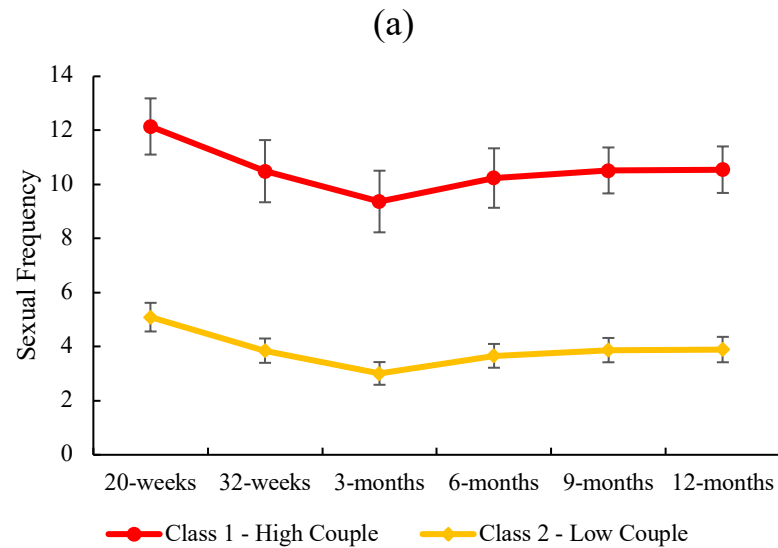 (a)
14
12
10
8
6
4
2
0
Sexual Frequency
20-weeks 32-weeks 3-months 6-months 9-months 12-months
Class 1 - High Couple Class 2 - Low Couple